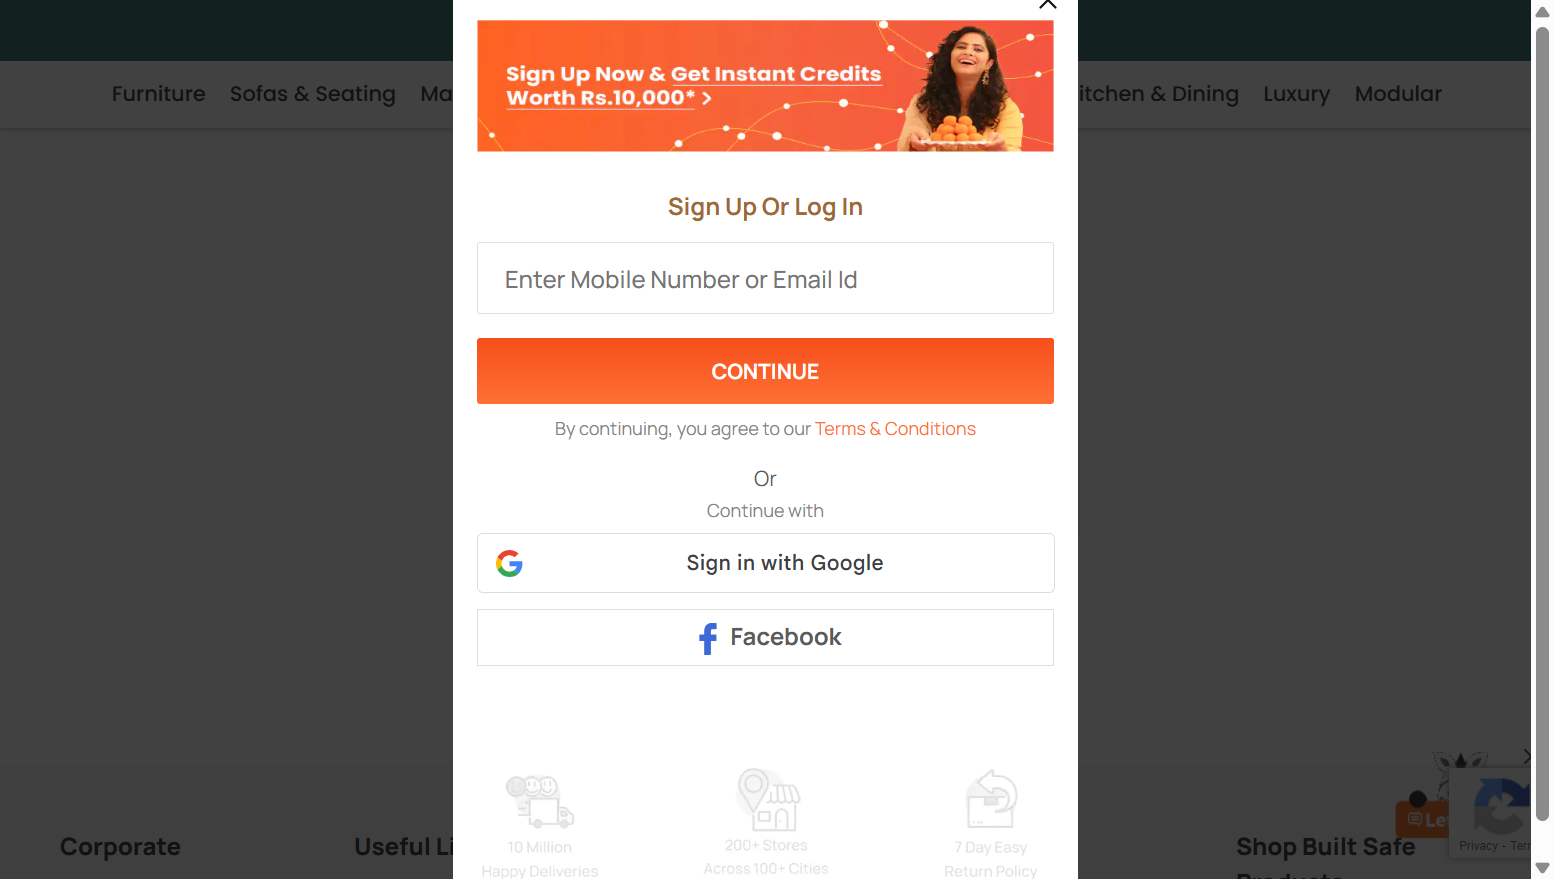 Furniture Sofas & Seating Ma
itchen & Dining Luxury Modular
Sign Up Now & Get Instant Credits
Worth Rs.10,000* >
Sign Up Or Log In
Enter Mobile Number or Email Id
CONTINUE
By continuing, you agree to our Terms & Conditions
Or
Continue with
Sign in with Google
Facebook
10 Million
Happy Deliveries
200+ Stores
Across 100+ Cities
7 Day Easy
Return Policy
Corporate
Useful Li
Shop Built Safe
Le
Privacy - Ter